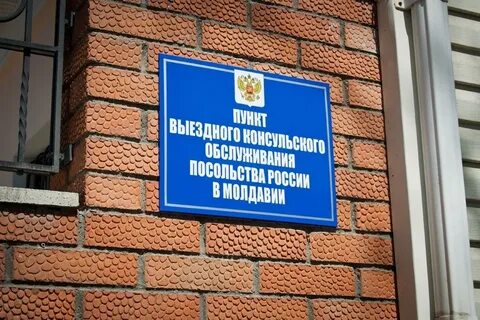 ПУНКТ
ВЫЕЗДНОГО КОНСУЛЬСКОГО
ОБСЛУЖИВАНИЯ
ПОСОЛЬСТВА РОССИИ
В МОЛДАВИИ